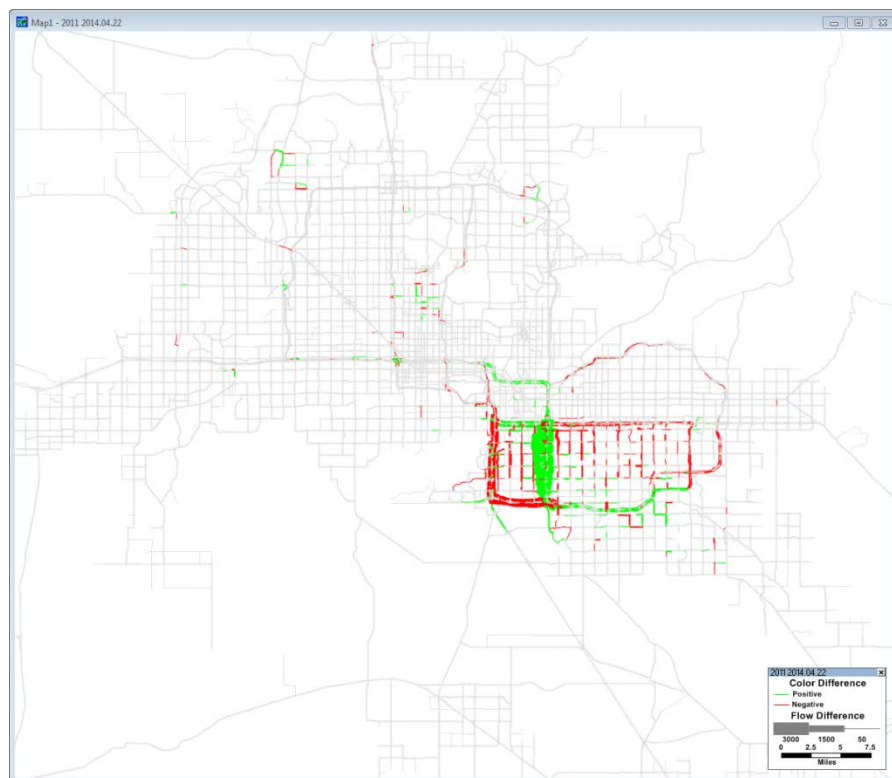 Map1 - 2011 2014.04.22
2011 2014.04.22
Color Difference
Positive
Negative
Flow Difference
3000 1500 50
0 2.5 5 7.5
Miles